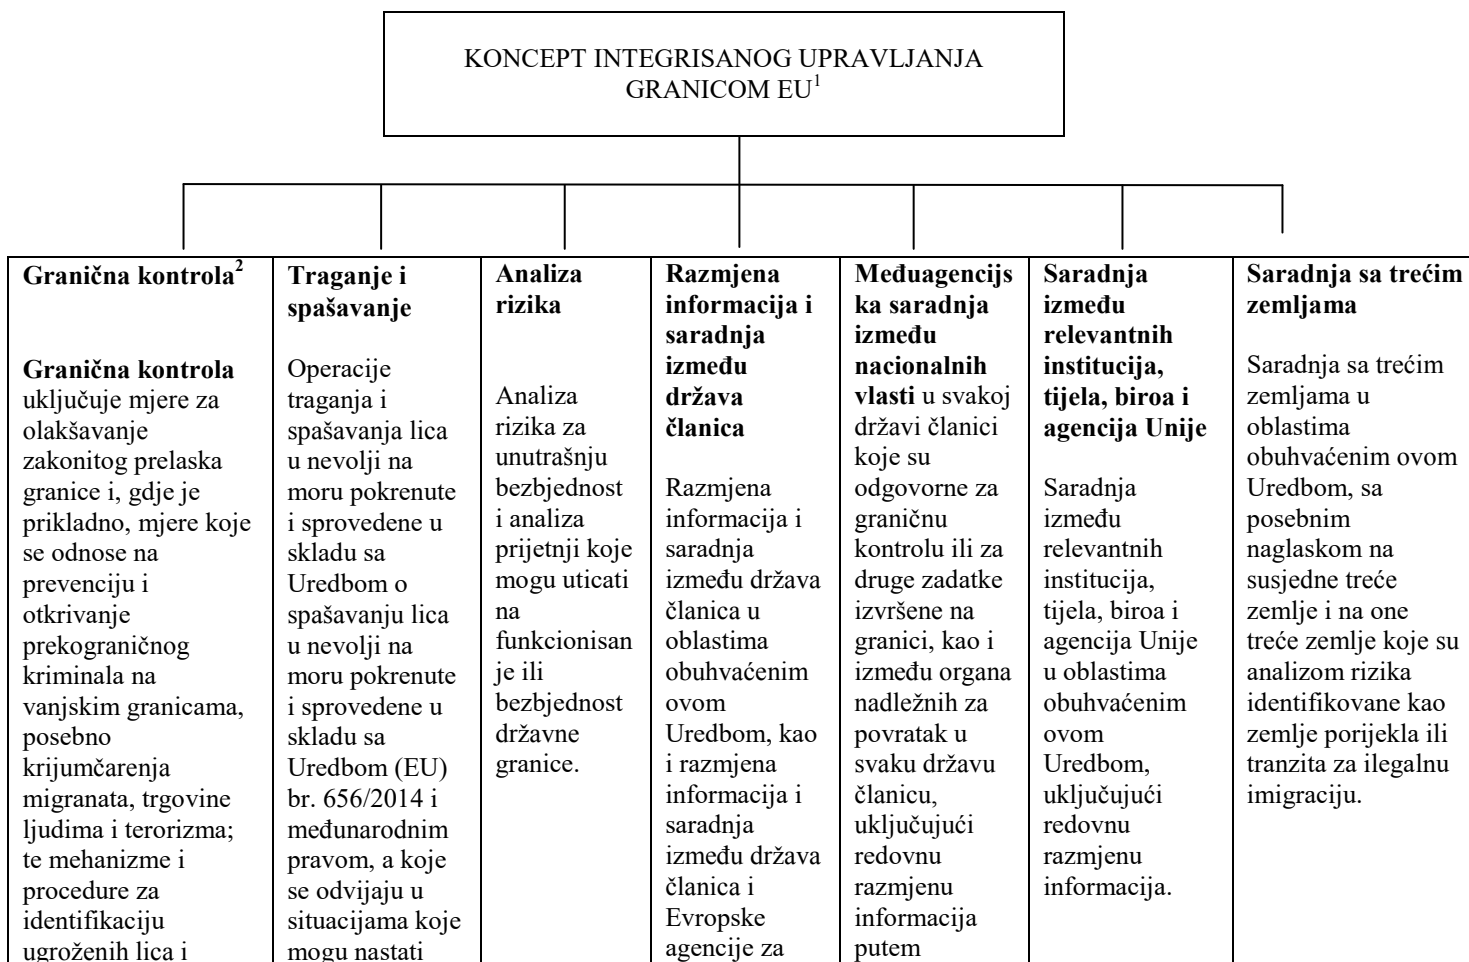 KONCEPT INTEGRISANOG UPRAVLJANJA
GRANICOM EU1
Granična kontrola2
Granična kontrola
uključuje mjere za
olakšavanje
zakonitog prelaska
granice i, gdje je
prikladno, mjere koje
se odnose na
prevenciju i
otkrivanje
prekograničnog
kriminala na
vanjskim granicama,
posebno
krijumčarenja
migranata, trgovine
ljudima i terorizma;
te mehanizme i
procedure za
identifikaciju
ugroženih lica i
Traganje i
spašavanje
Operacije
traganja i
spašavanja lica
u nevolji na
moru pokrenute
i sprovedene u
skladu sa
Uredbom o
spašavanju lica
u nevolji na
moru pokrenute
i sprovedene u
skladu sa
Uredbom (EU)
br. 656/2014 i
međunarodnim
pravom, a koje
se odvijaju u
situacijama koje
mogu nastati
Analiza
rizika
Analiza
rizika za
unutrašnju
bezbjednost
i analiza
prijetnji koje
mogu uticati
na
funkcionisan
je ili
bezbjednost
državne
granice.
Razmjena
informacija i
saradnja
između
država
članica
Razmjena
informacija i
saradnja
između država
članica u
oblastima
obuhvaćenim
ovom
Uredbom, kao
i razmjena
informacija i
saradnja
između država
članica i
Evropske
agencije za
Međuagencijs
ka saradnja
između
nacionalnih
vlasti u svakoj
državi članici
koje su
odgovorne za
graničnu
kontrolu ili za
druge zadatke
izvršene na
granici, kao i
između organa
nadležnih za
povratak u
svaku državu
članicu,
uključujući
redovnu
razmjenu
informacija
putem
Saradnja
između
relevantnih
institucija,
tijela, biroa i
agencija Unije
Saradnja
između
relevantnih
institucija,
tijela, biroa i
agencija Unije
u oblastima
obuhvaćenim
ovom
Uredbom,
uključujući
redovnu
razmjenu
informacija.
Saradnja sa trećim
zemljama
Saradnja sa trećim
zemljama u
oblastima
obuhvaćenim ovom
Uredbom, sa
posebnim
naglaskom na
susjedne treće
zemlje i na one
treće zemlje koje su
analizom rizika
identifikovane kao
zemlje porijekla ili
tranzita za ilegalnu
imigraciju.